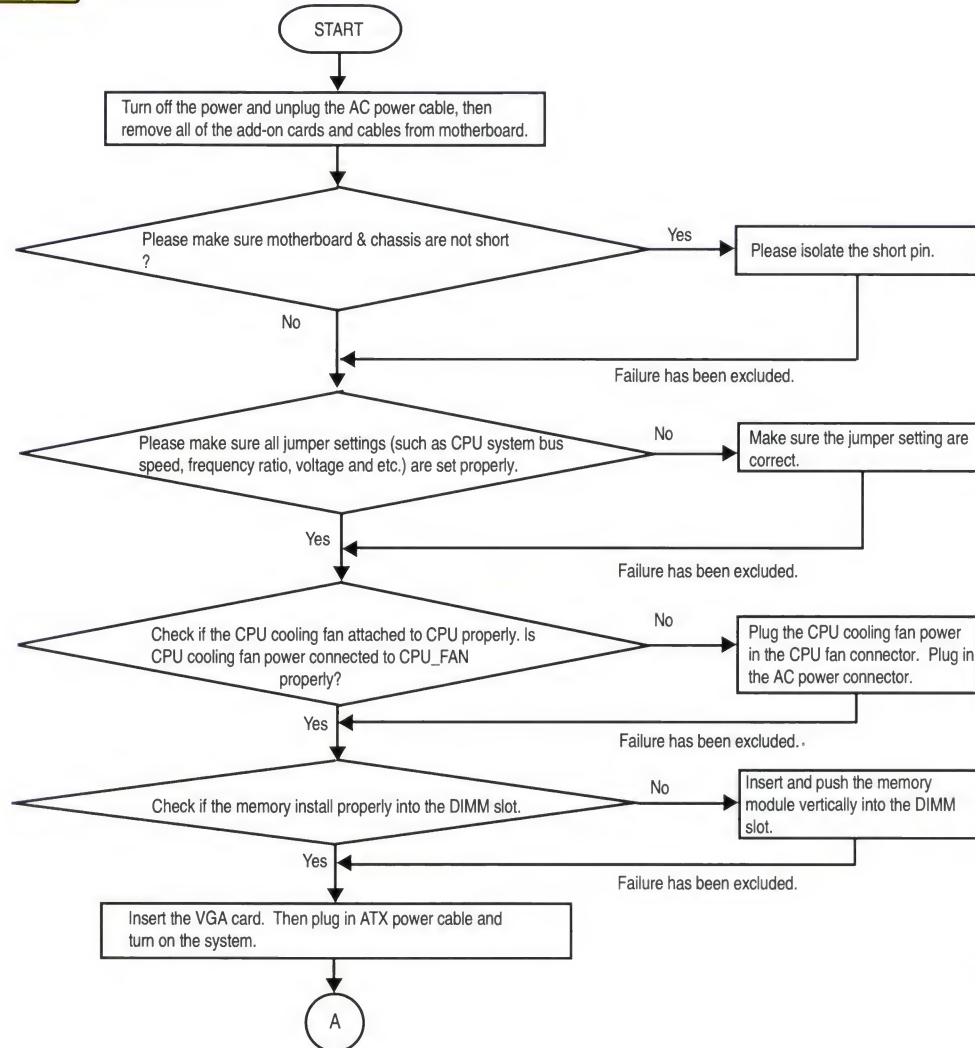 START
Turn off the power and unplug the AC power cable, then
remove all of the add-on cards and cables from motherboard.
Please make sure motherboard & chassis are not short
?
Yes
Please isolate the short pin.
No
Failure has been excluded.
Please make sure all jumper settings (such as CPU system bus
speed, frequency ratio, voltage and etc.) are set properly.
No
Make sure the jumper setting are
correct.
Yes
Failure has been excluded.
Check if the CPU cooling fan attached to CPU properly. Is
CPU cooling fan power connected to CPU_FAN
properly?
No
Plug the CPU cooling fan power
in the CPU fan connector. Plug in
the AC power connector.
Yes
Failure has been excluded.
Check if the memory install properly into the DIMM slot.
No
Insert and push the memory
module vertically into the DIMM
slot.
Yes
Failure has been excluded.
Insert the VGA card. Then plug in ATX power cable and
turn on the system.
A